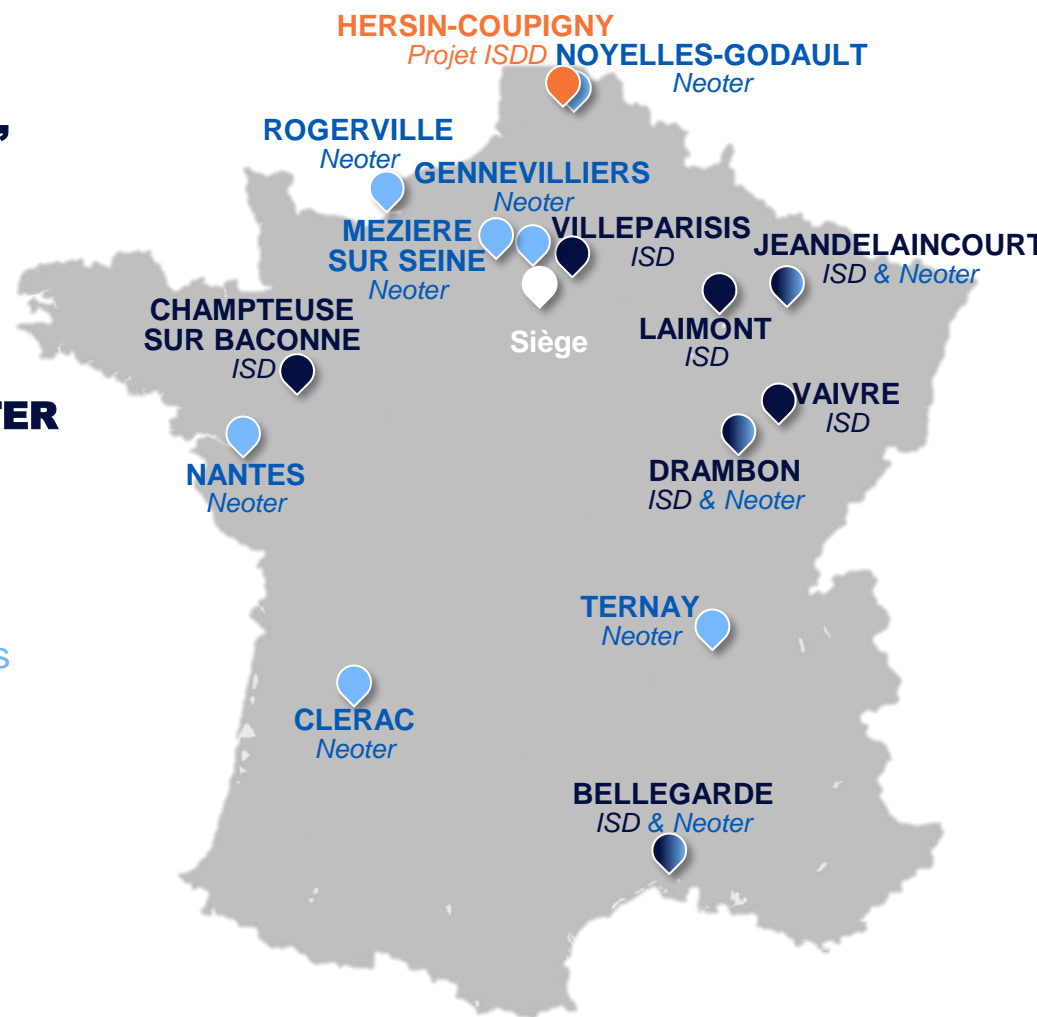 HERSIN-COUPIGNY
Projet ISDD
NOYELLES-GODAULT
Neoter
,
ROGERVILLE
Neoter
GENNEVILLIERS
Neoter
MEZIERE
SUR SEINE
Neoter
VILLEPARISIS
ISD
JEANDELAINCOURT
ISD & Neoter
CHAMPTEUSE
SUR BACONNE
ISD
Siège
LAIMONT
ISD
VAIVRE
ISD
TER
NANTES
Neoter
DRAMBON
ISD & Neoter
TERNAY
Neoter
s
CLERAC
Neoter
BELLEGARDE
ISD & Neoter